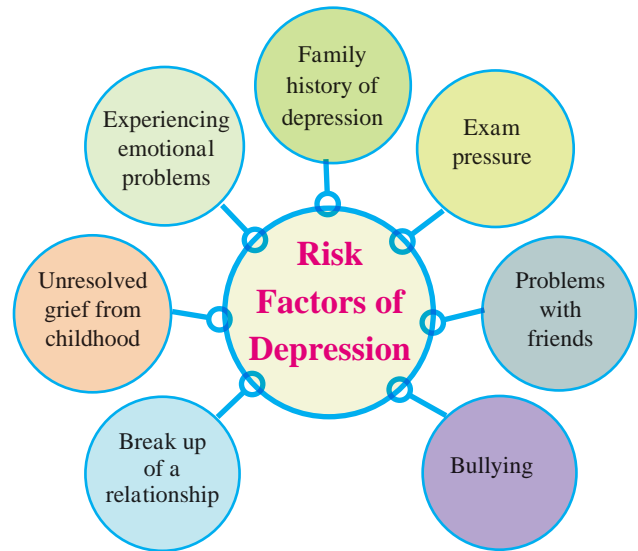 Risk
Factors of
Depression
Family
history of
depression
Exam
pressure
Problems
with
friends
Bullying
Break up
of a
relationship
Unresolved
grief from
childhood
Experiencing
emotional
problems